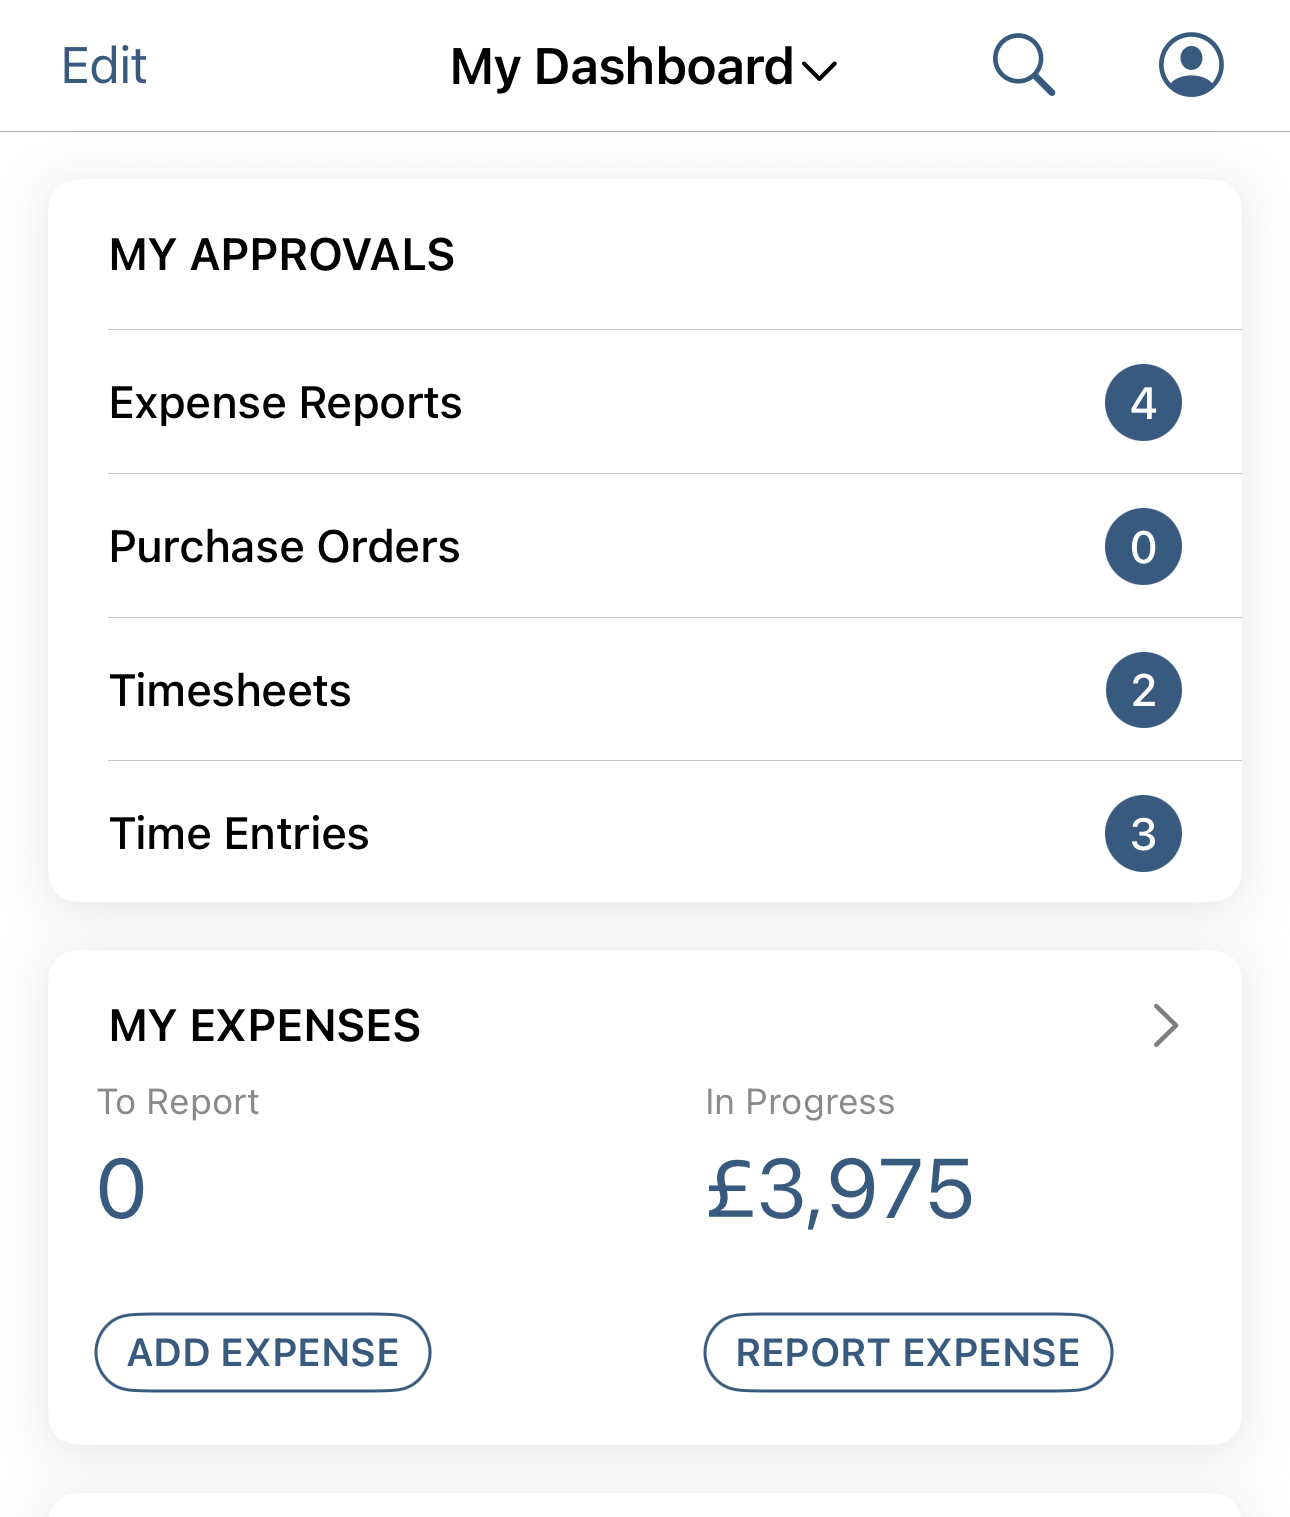 Edit
My Dashboard
MY APPROVALS
Expense Reports
4
Purchase Orders
0
Timesheets
2
Time Entries
3
MY EXPENSES
To Report
In Progress
0
£3,975
ADD EXPENSE
REPORT EXPENSE